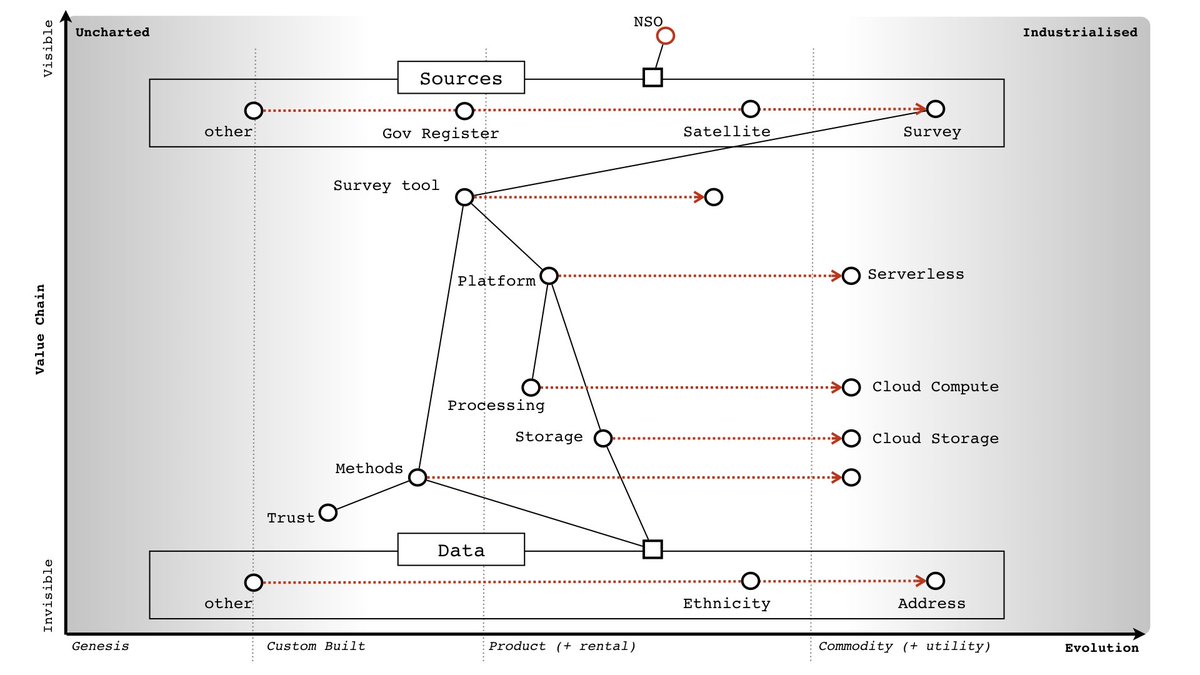 NSO
Visible
Uncharted
Industrialised
Sources
other
Gov Register
Satellite
Survey
Survey tool
Platform
Serverless
Value Chain
Processing
Cloud Compute
Storage
Cloud Storage
Methods
Trust
Data
other
Ethnicity
Address
Invisible
Genesis
Custom Built
Product (+ rental)
Commodity (+ utility)
Evolution